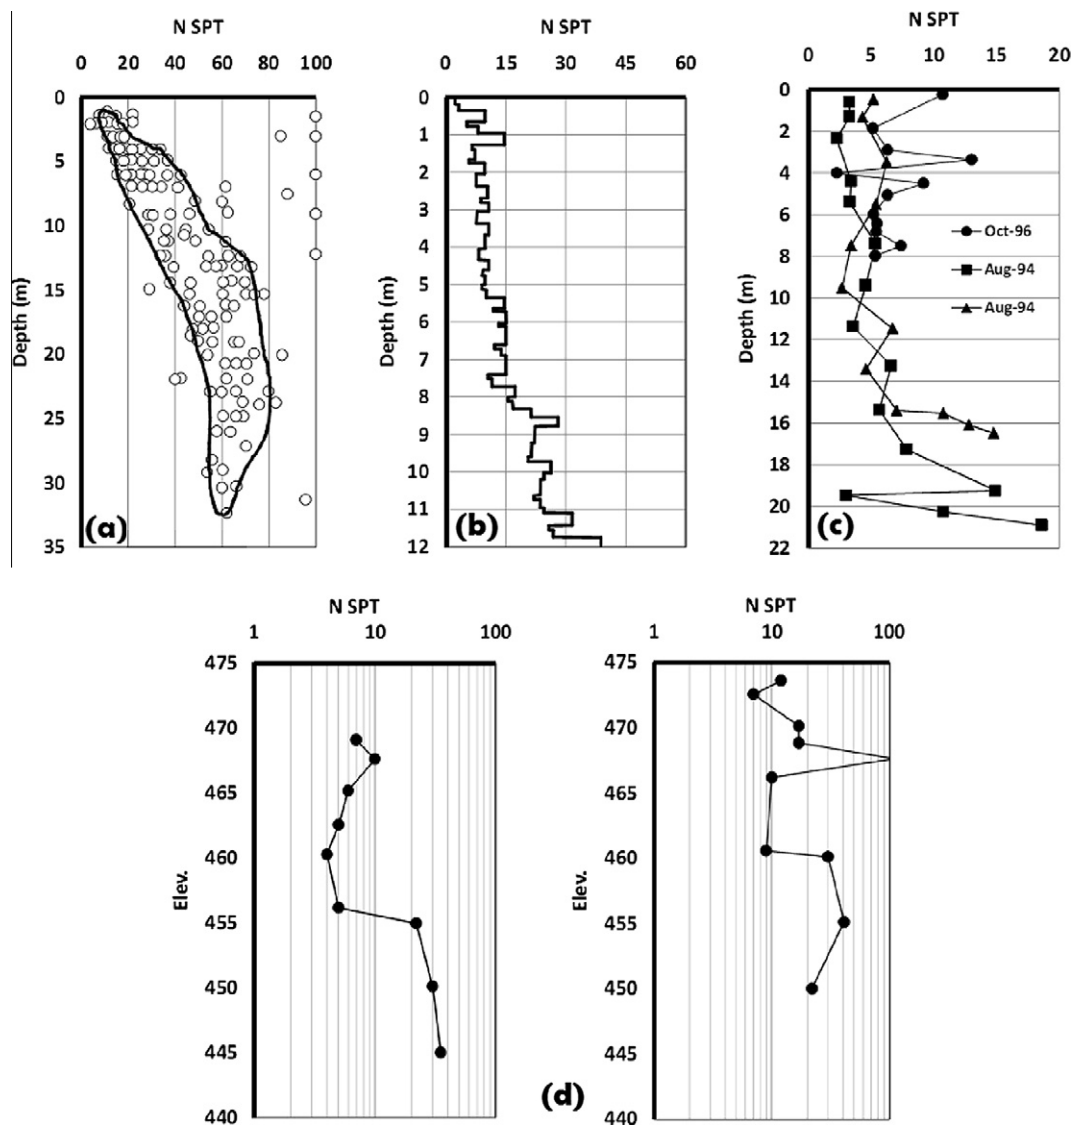 N SPT
0 20 40 60 80 100
0
5
10
15
20
25
30
35
Depth (m)
(a)
N SPT
0 15 30 45 60
0
1
2
3
4
5
6
7
8
9
10
11
12
Depth (m)
(b)
N SPT
0 5 10 15 20
0
2
4
6
8
10
12
14
16
18
20
22
Depth (m)
Oct-96
Aug-94
Aug-94
(c)
N SPT
1 10 100
475
470
465
460
455
450
445
440
Elev.
N SPT
1 10 100
475
470
465
460
455
450
445
440
Elev.
(d)